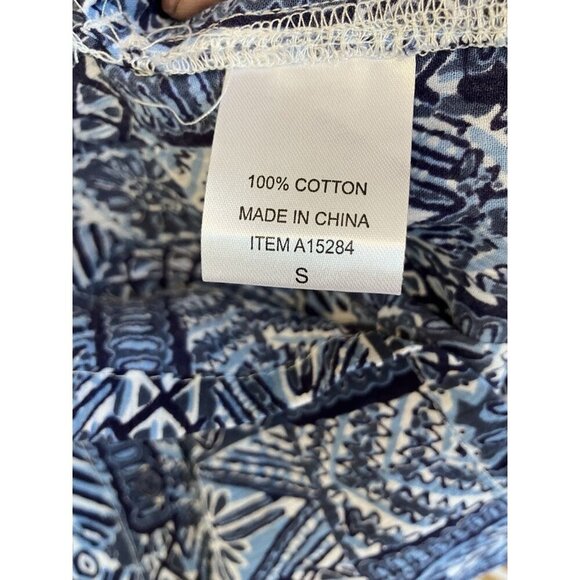 100% COTTON
MADE IN CHINA
ITEM A15284
S